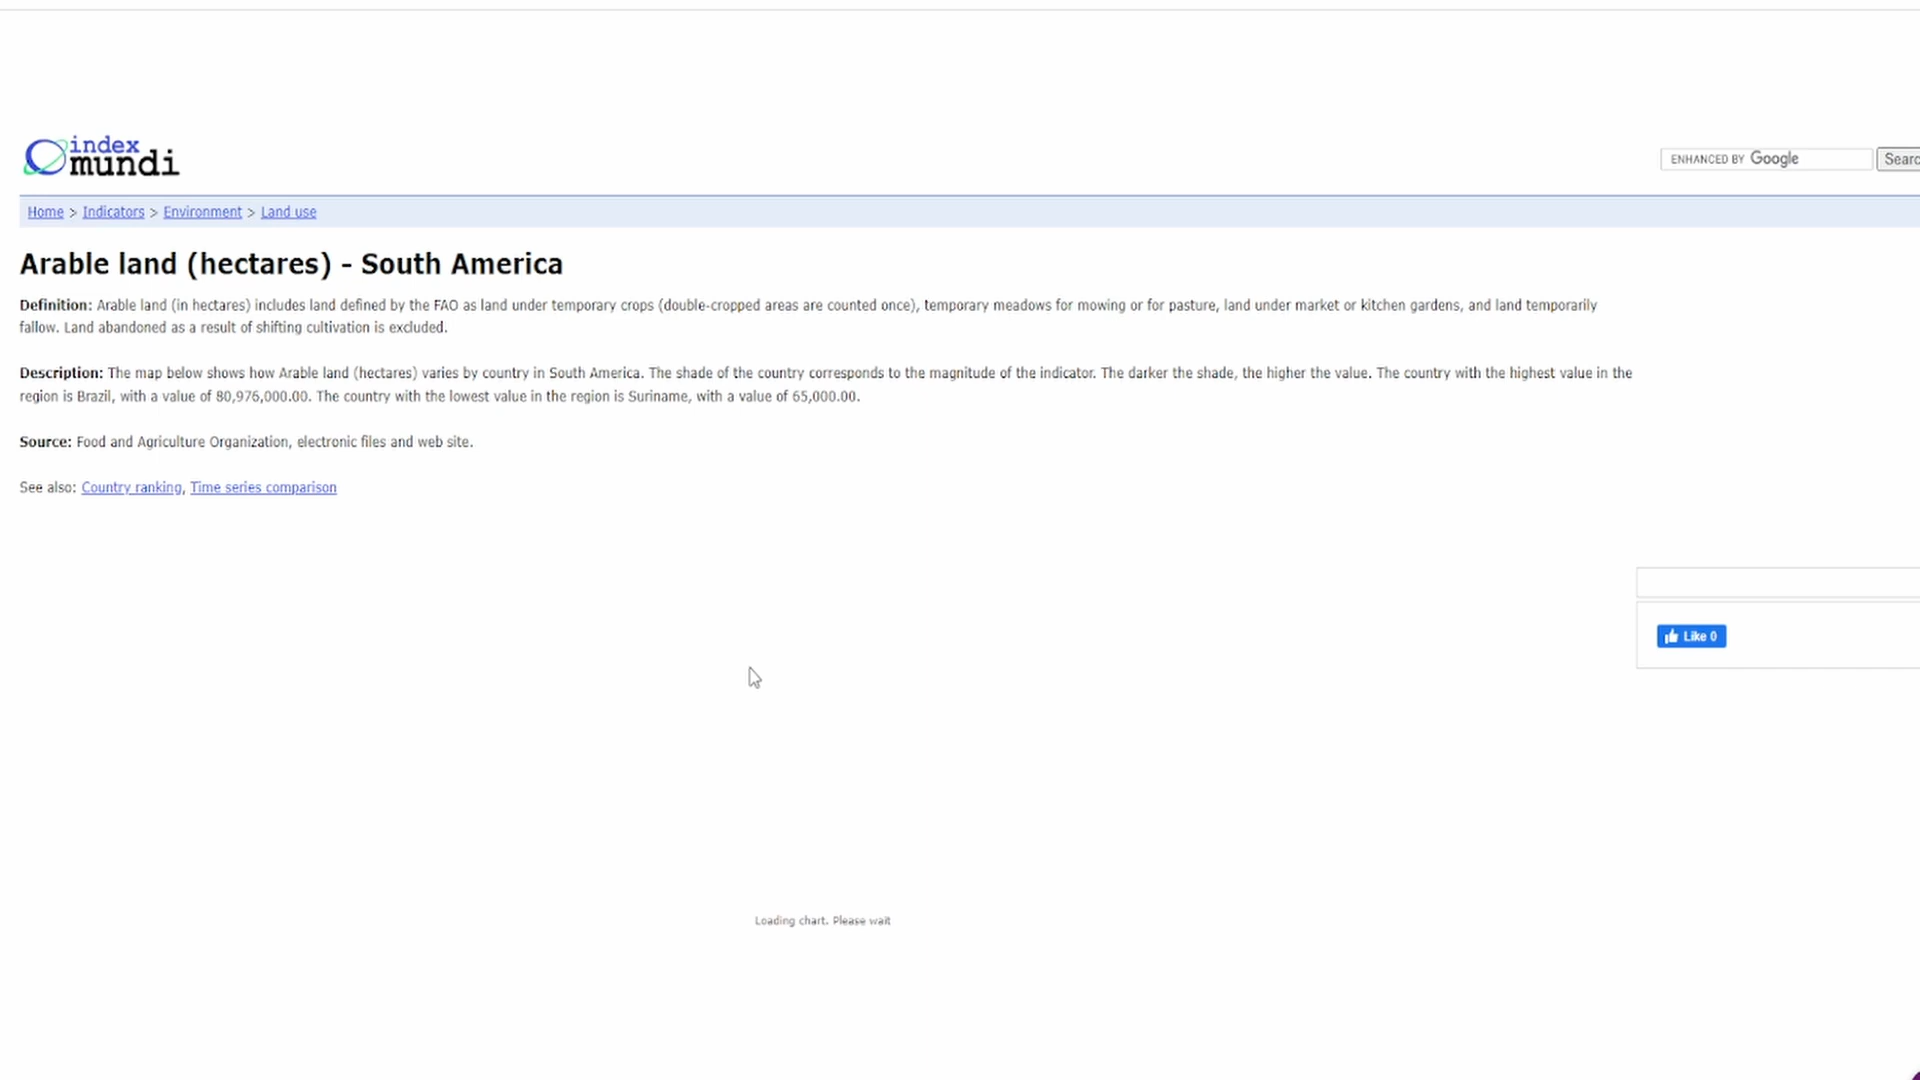 index
mundi
ENHANCED BY Google
Searc
Home > Indicators > Environment > Land use
Arable land (hectares) - South America
Definition: Arable land (in hectares) includes land defined by the FAO as land under temporary crops (double-cropped areas are counted once), temporary meadows for mowing or for pasture, land under market or kitchen gardens, and land temporarily
fallow. Land abandoned as a result of shifting cultivation is excluded.
Description: The map below shows how Arable land (hectares) varies by country in South America. The shade of the country corresponds to the magnitude of the indicator. The darker the shade, the higher the value. The country with the highest value in the
region is Brazil, with a value of 80,976,000.00. The country with the lowest value in the region is Suriname, with a value of 65,000.00.
Source: Food and Agriculture Organization, electronic files and web site.
See also: Country ranking, Time series comparison
Like 0
Loading chart. Please wait